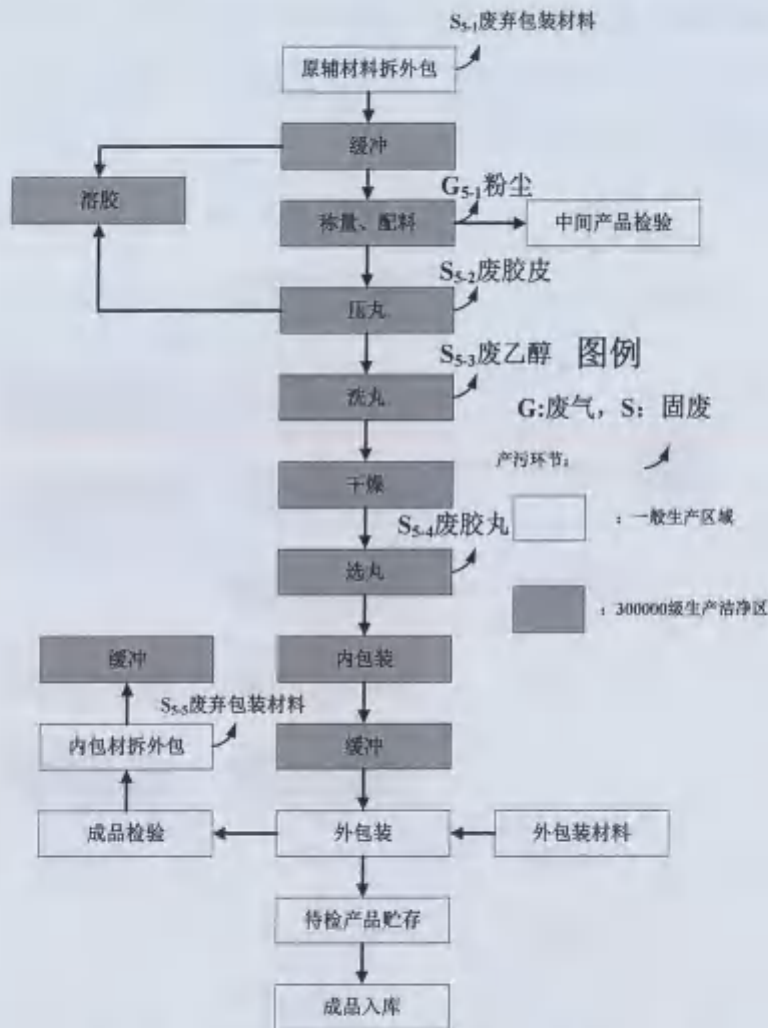 S5-1废弃包装材料
原辅材料拆外包
缓冲
溶胶
称量、配料
G5-1粉尘
中间产品检验
S5-2废胶皮
压丸
S5-3废乙醇
图例
洗丸
G:废气，S：固废
产污环节：
干燥
：一般生产区域
S5-4废胶丸
选丸
：300000级生产洁净区
缓冲
内包装
S5-5废弃包装材料
内包材拆外包
缓冲
成品检验
外包装
外包装材料
待检产品贮存
成品入库